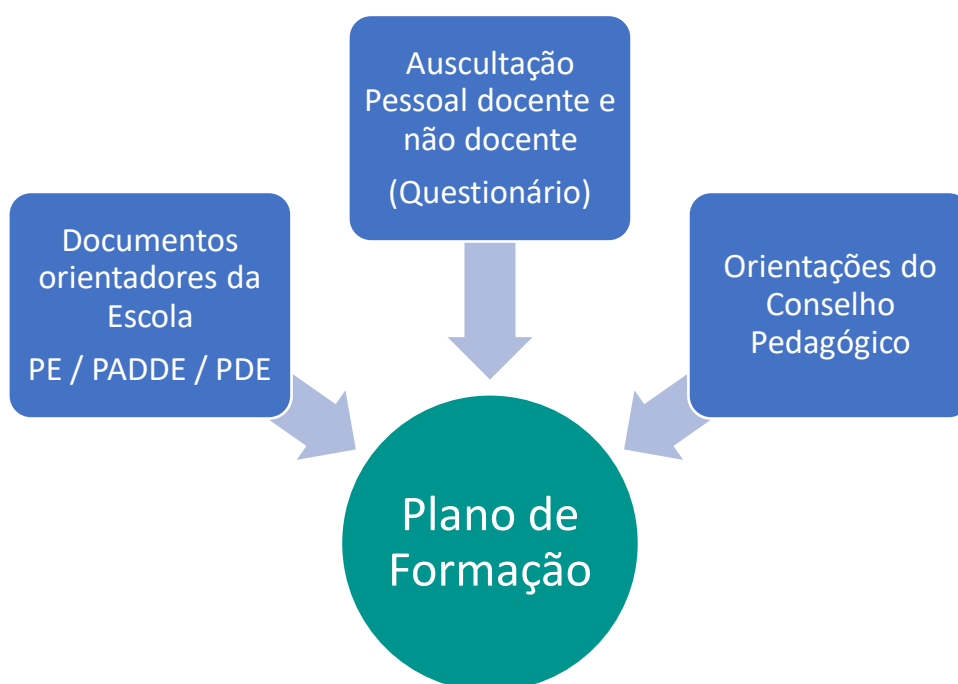 Auscultação
Pessoal docente e
não docente
(Questionário)
Documentos
orientadores da
Escola
PE / PADDE / PDE
Orientações do
Conselho
Pedagógico
Plano de
Formação